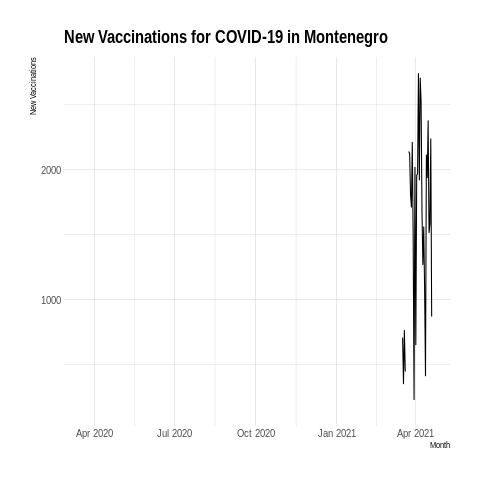 New Vaccinations for COVID-19 in Montenegro
New Vaccinations
2000
1000
Apr 2020 Jul 2020 Oct 2020 Jan 2021 Apr 2021
Month